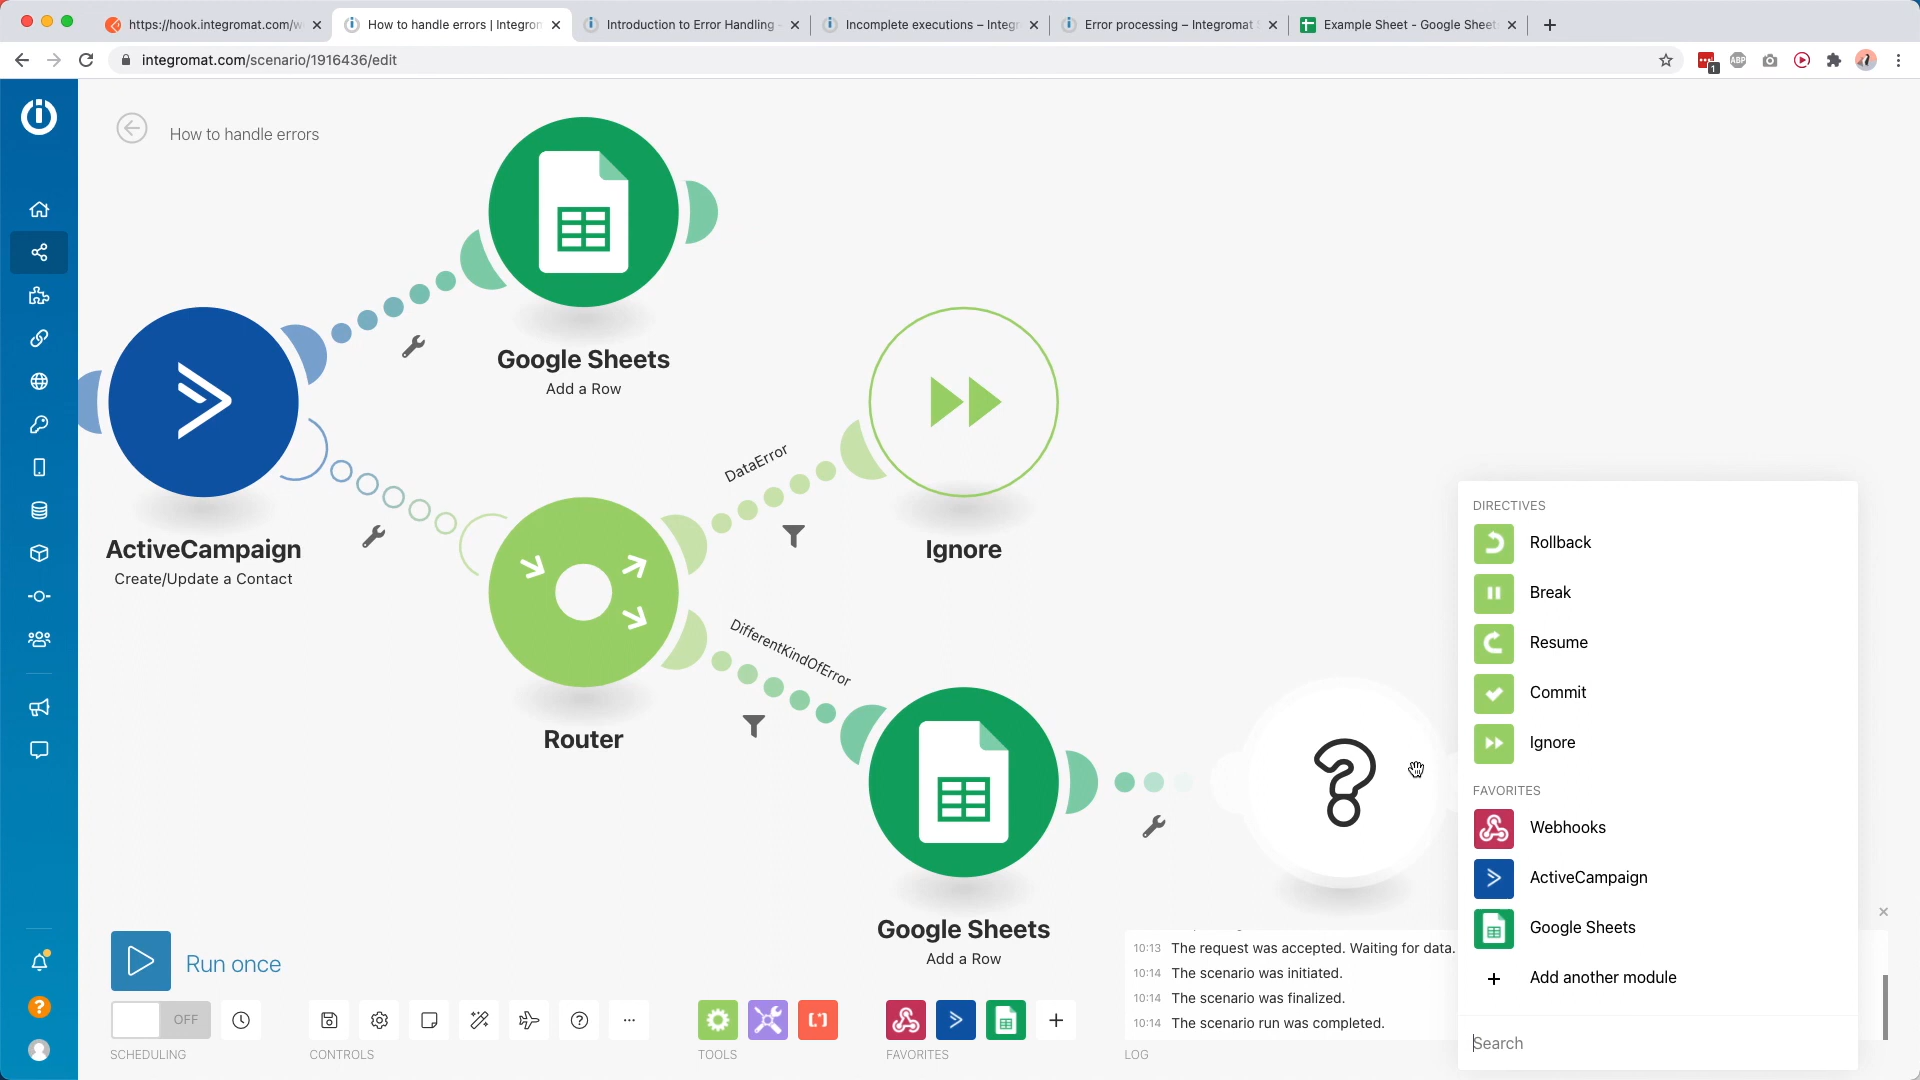 https://hook.integromat.com/w
How to handle errors | Integrom
Introduction to Error Handling
Incomplete executions – Integr
Error processing – Integromat
Example Sheet - Google Sheets
integromat.com/scenario/1916436/edit
1
ABP
How to handle errors
Google Sheets
Add a Row
ActiveCampaign
Create/Update a Contact
DataError
Ignore
Router
DifferentKindOfError
Google Sheets
Add a Row
DIRECTIVES
Rollback
Break
Resume
Commit
Ignore
FAVORITES
Webhooks
ActiveCampaign
Google Sheets
Add another module
Search
Run once
OFF
SCHEDULING
CONTROLS
TOOLS
FAVORITES
10:13 The request was accepted. Waiting for data.
10:14 The scenario was initiated.
10:14 The scenario was finalized.
10:14 The scenario run was completed.
LOG